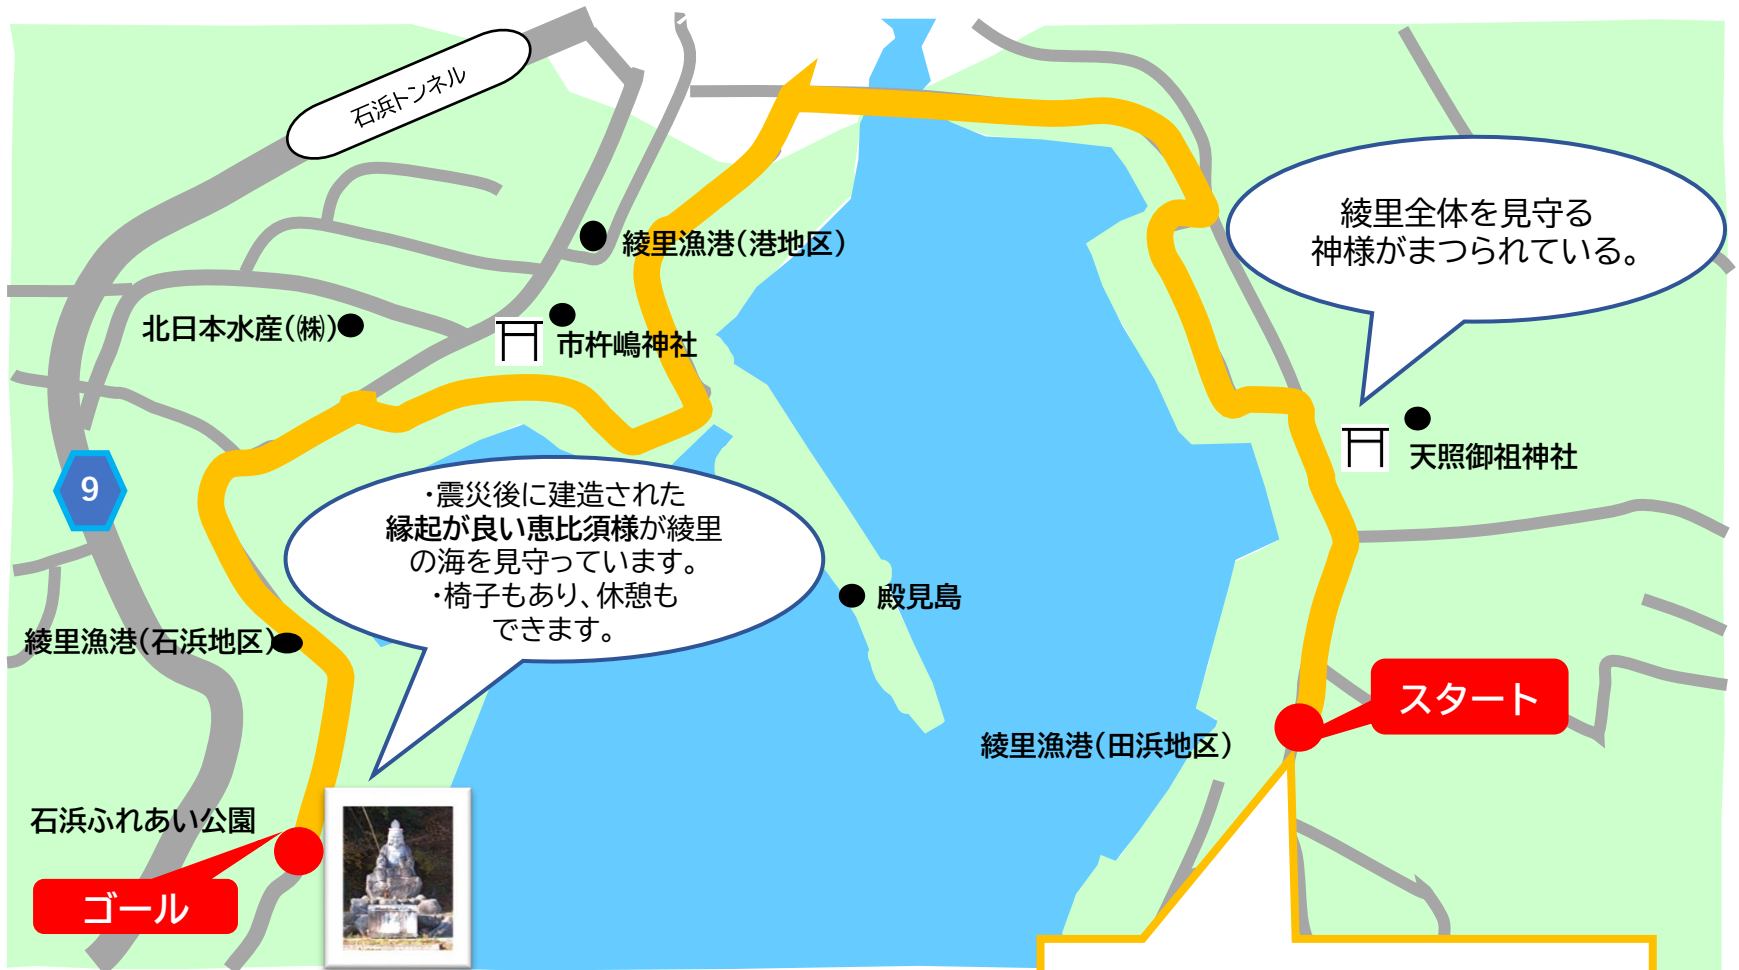 石浜トンネル
綾里全体を見守る
神様がまつられている。
綾里漁港(港地区)
北日本水産(㈱)
市杵嶋神社
天照御祖神社
9
・震災後に建造された
縁起が良い恵比須様が綾里
の海を見守っています。
・椅子もあり、休憩も
できます。
殿見島
綾里漁港(石浜地区)
スタート
綾里漁港(田浜地区)
石浜ふれあい公園
ゴール